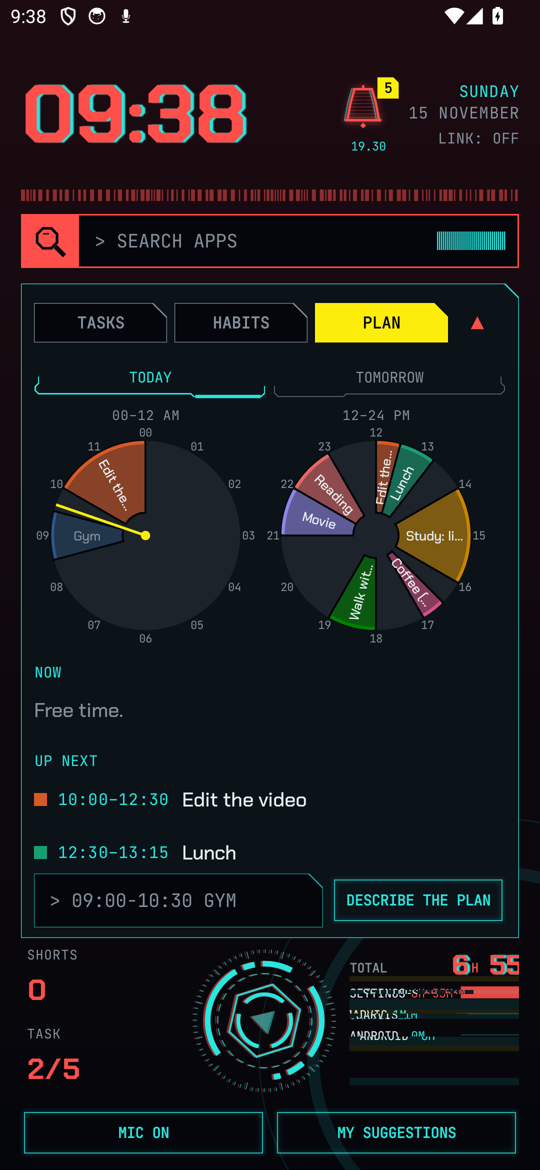 9:38
09:38
5
19.30
SUNDAY
15 NOVEMBER
LINK: OFF
> SEARCH APPS
TASKS
HABITS
PLAN
TODAY
TOMORROW
00–12 AM
12–24 PM
00
01
02
03
04
05
06
07
08
09
10
11
Edit the...
Gym
12
13
14
15
16
17
18
19
20
21
22
23
Edit the...
Lunch
Study: li...
Coffee (...
Walk wit...
Movie
Reading
NOW
Free time.
UP NEXT
10:00–12:30 Edit the video
12:30–13:15 Lunch
> 09:00-10:30 GYM
DESCRIBE THE PLAN
SHORTS
0
TASK
2/5
TOTAL
6H 55
ANDROID
MIC ON
MY SUGGESTIONS